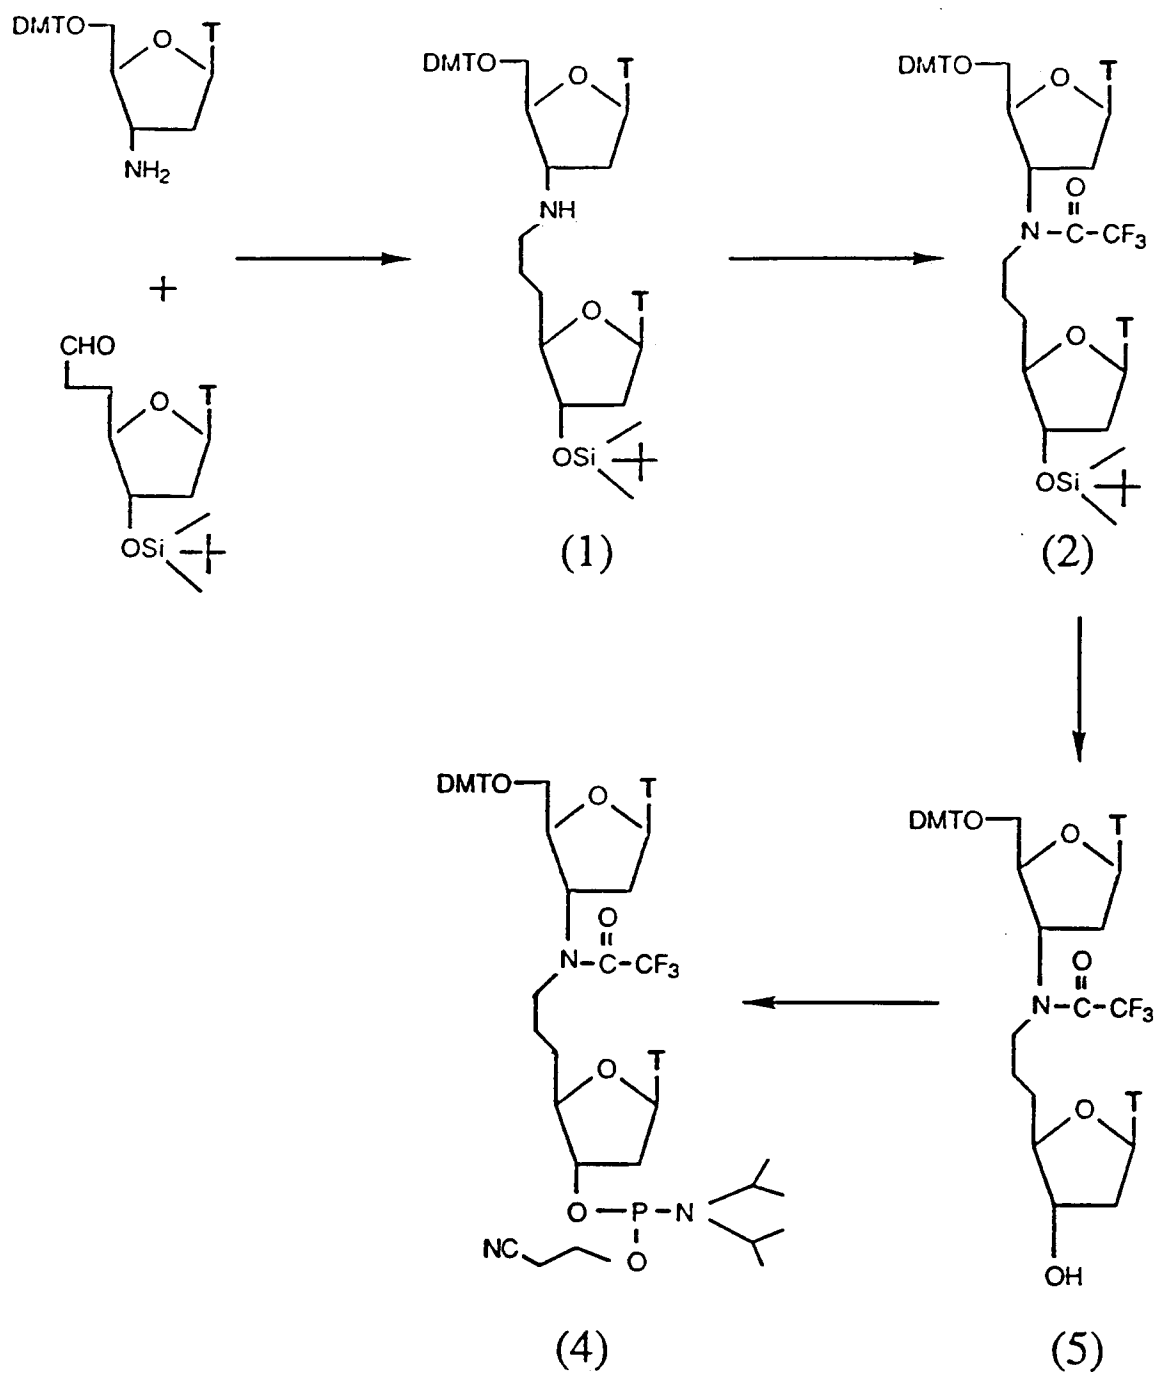 DMTO
O
T
NH2
+
CHO
O
T
OSi
DMTO
O
T
NH
O
T
OSi
(1)
DMTO
O
T
O
N-C-CF3
O
T
OSi
(2)
DMTO
O
T
O
N-C-CF3
O
T
O-P-N
NC
O
(4)
DMTO
O
T
O
N-C-CF3
O
T
OH
(5)